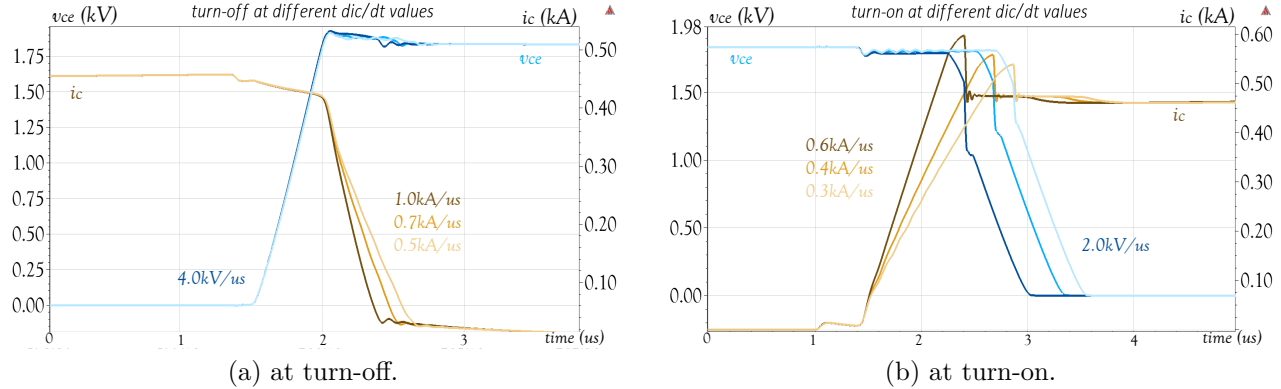 vce (kV)
turn-off at different dic/dt values
ic (kA)
1.75
1.50
1.25
1.00
0.75
0.50
0.25
0.00
0.50
0.40
0.30
0.20
0.10
vce
ic
1.0kA/us
0.7kA/us
0.5kA/us
4.0kV/us
0
1
2
3
time (us)
(a) at turn-off.
vce (kV)
turn-on at different dic/dt values
ic (kA)
1.98
1.50
1.00
0.50
0.00
0.60
0.50
0.40
0.30
0.20
0.10
vce
ic
0.6kA/us
0.4kA/us
0.3kA/us
2.0kV/us
0
1
2
3
4
time (us)
(b) at turn-on.